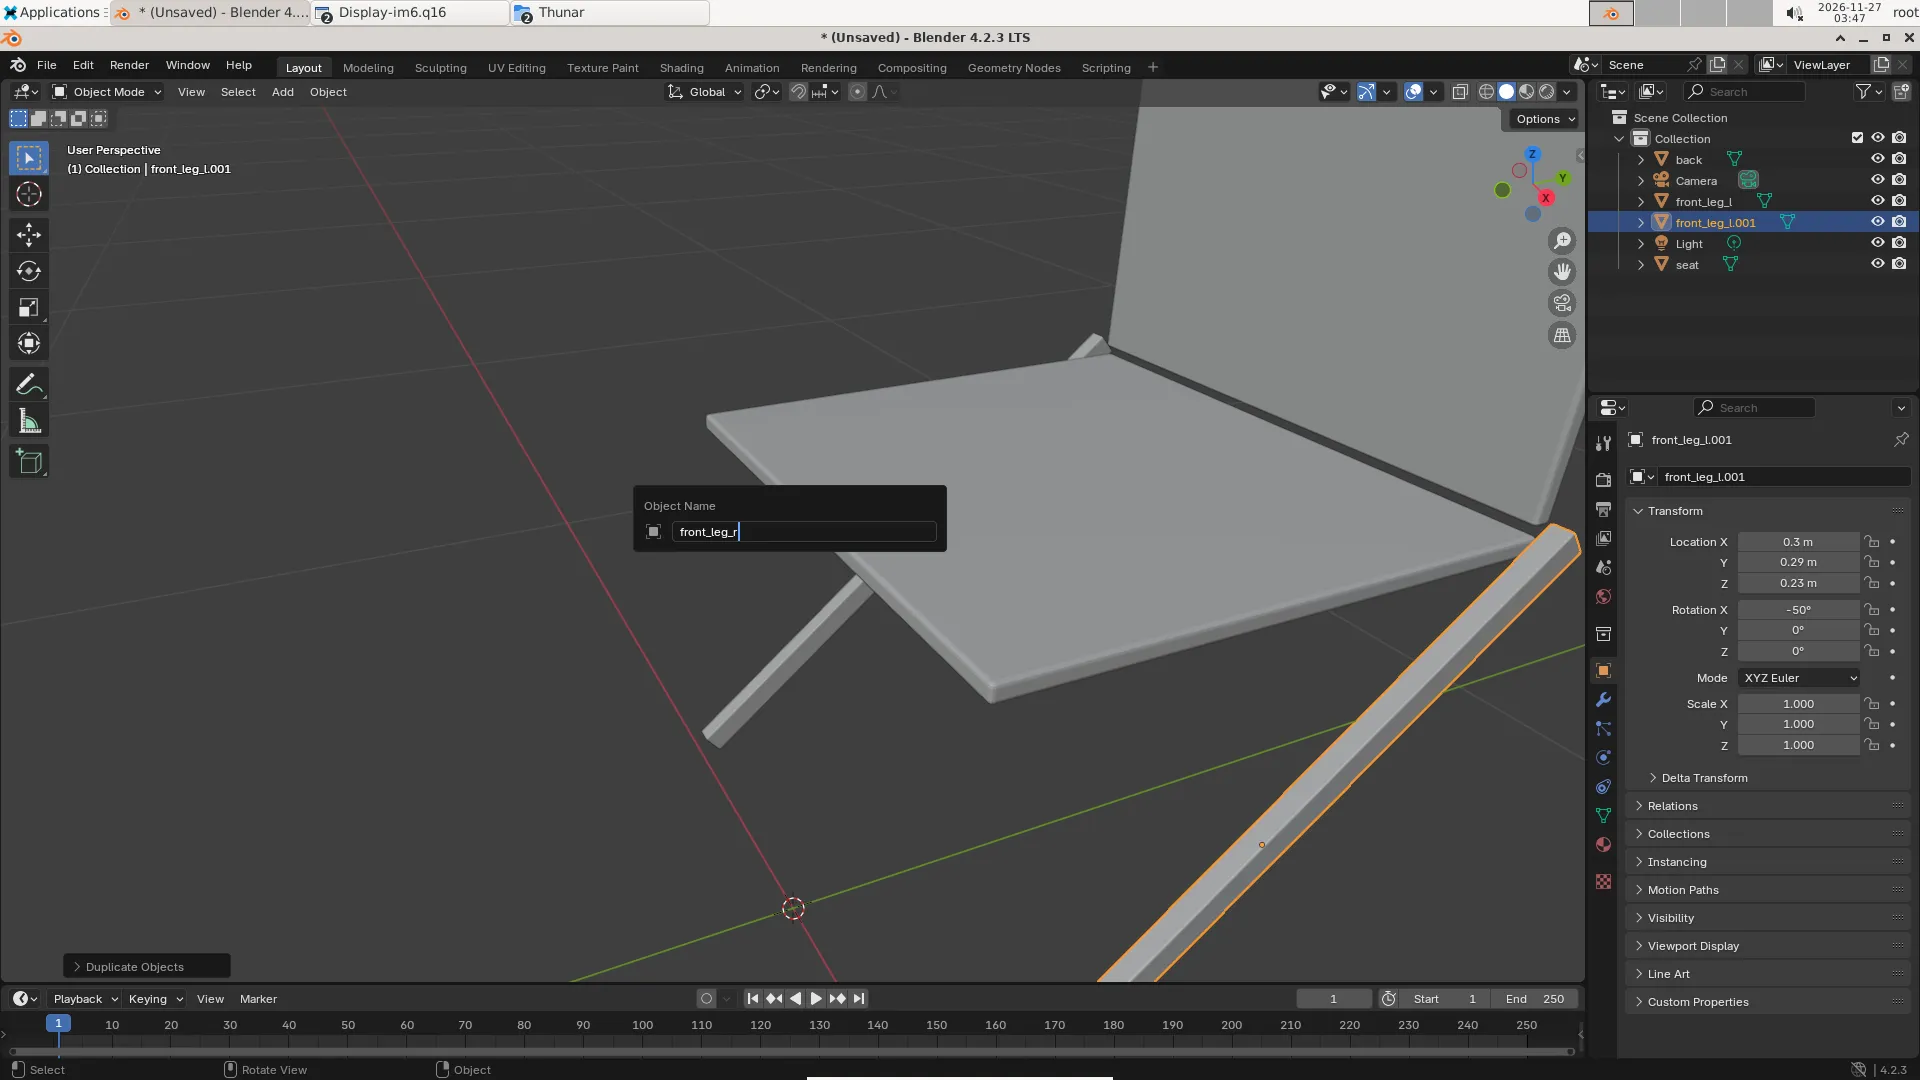 Applications
* (Unsaved) - Blender 4....
2
Display-im6.q16
2
Thunar
2026-11-27
03:47
root
* (Unsaved) - Blender 4.2.3 LTS
File
Edit
Render
Window
Help
Layout
Modeling
Sculpting
UV Editing
Texture Paint
Shading
Animation
Rendering
Compositing
Geometry Nodes
Scripting
Scene
ViewLayer
Object Mode
View
Select
Add
Object
Global
Search
Options
User Perspective
(1) Collection | front_leg_l.001
Z
Y
X
Scene Collection
Collection
back
Camera
front_leg_l
front_leg_l.001
Light
seat
Object Name
front_leg_r
Search
front_leg_l.001
front_leg_l.001
Transform
Location X
0.3 m
Y
0.29 m
Z
0.23 m
Rotation X
-50°
Y
0°
Z
0°
Mode
XYZ Euler
Scale X
1.000
Y
1.000
Z
1.000
Delta Transform
Relations
Collections
Instancing
Motion Paths
Visibility
Viewport Display
Line Art
Custom Properties
Duplicate Objects
Playback
Keying
View
Marker
1
Start
1
End
250
1
10
20
30
40
50
60
70
80
90
100
110
120
130
140
150
160
170
180
190
200
210
220
230
240
250
Select
Rotate View
Object
4.2.3